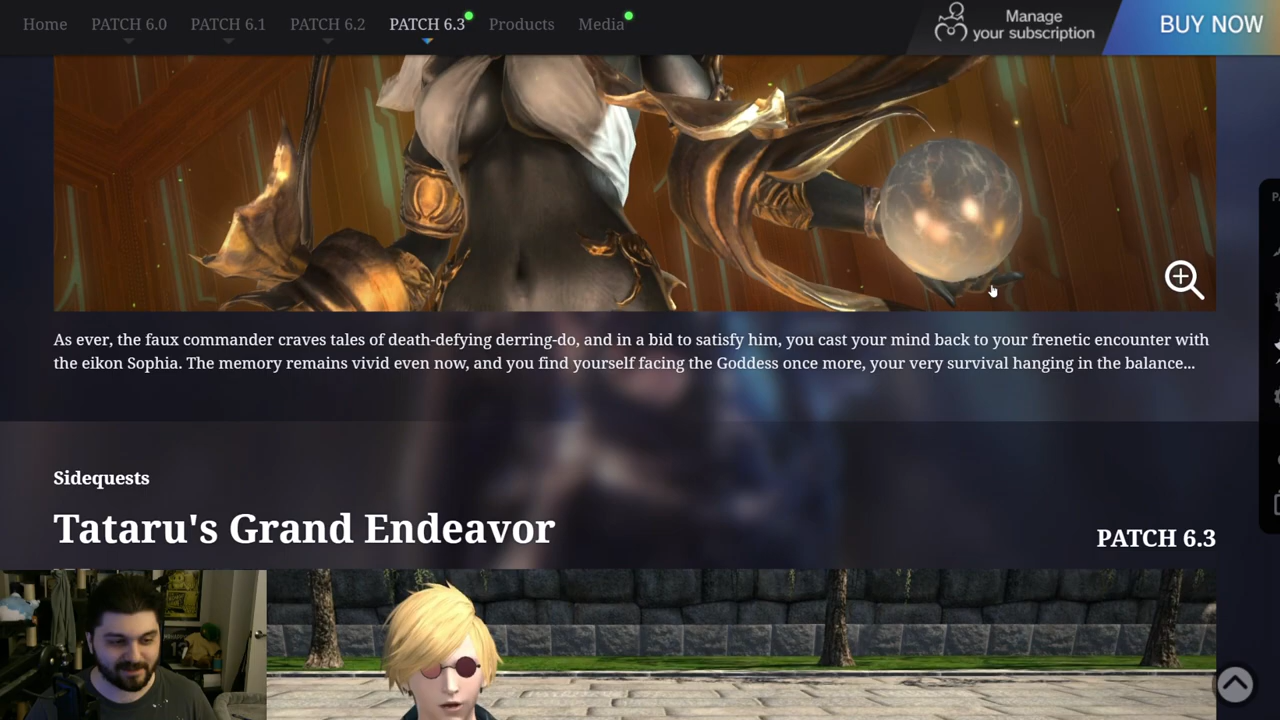 Home PATCH 6.0 PATCH 6.1 PATCH 6.2 PATCH 6.3 Products Media
Manage
your subscription
BUY NOW
As ever, the faux commander craves tales of death-defying derring-do, and in a bid to satisfy him, you cast your mind back to your frenetic encounter with
the eikon Sophia. The memory remains vivid even now, and you find yourself facing the Goddess once more, your very survival hanging in the balance...
Sidequests
Tataru's Grand Endeavor
PATCH 6.3